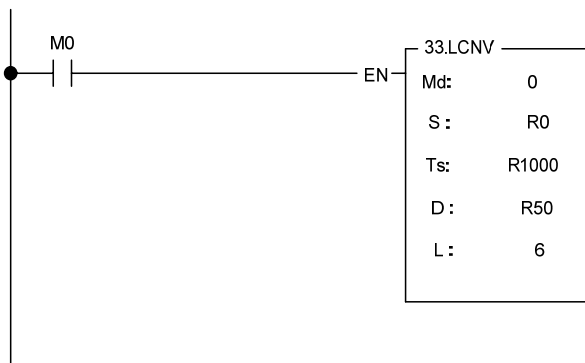 M0
33.LCNV
EN
Md: 0
S : R0
Ts: R1000
D : R50
L : 6